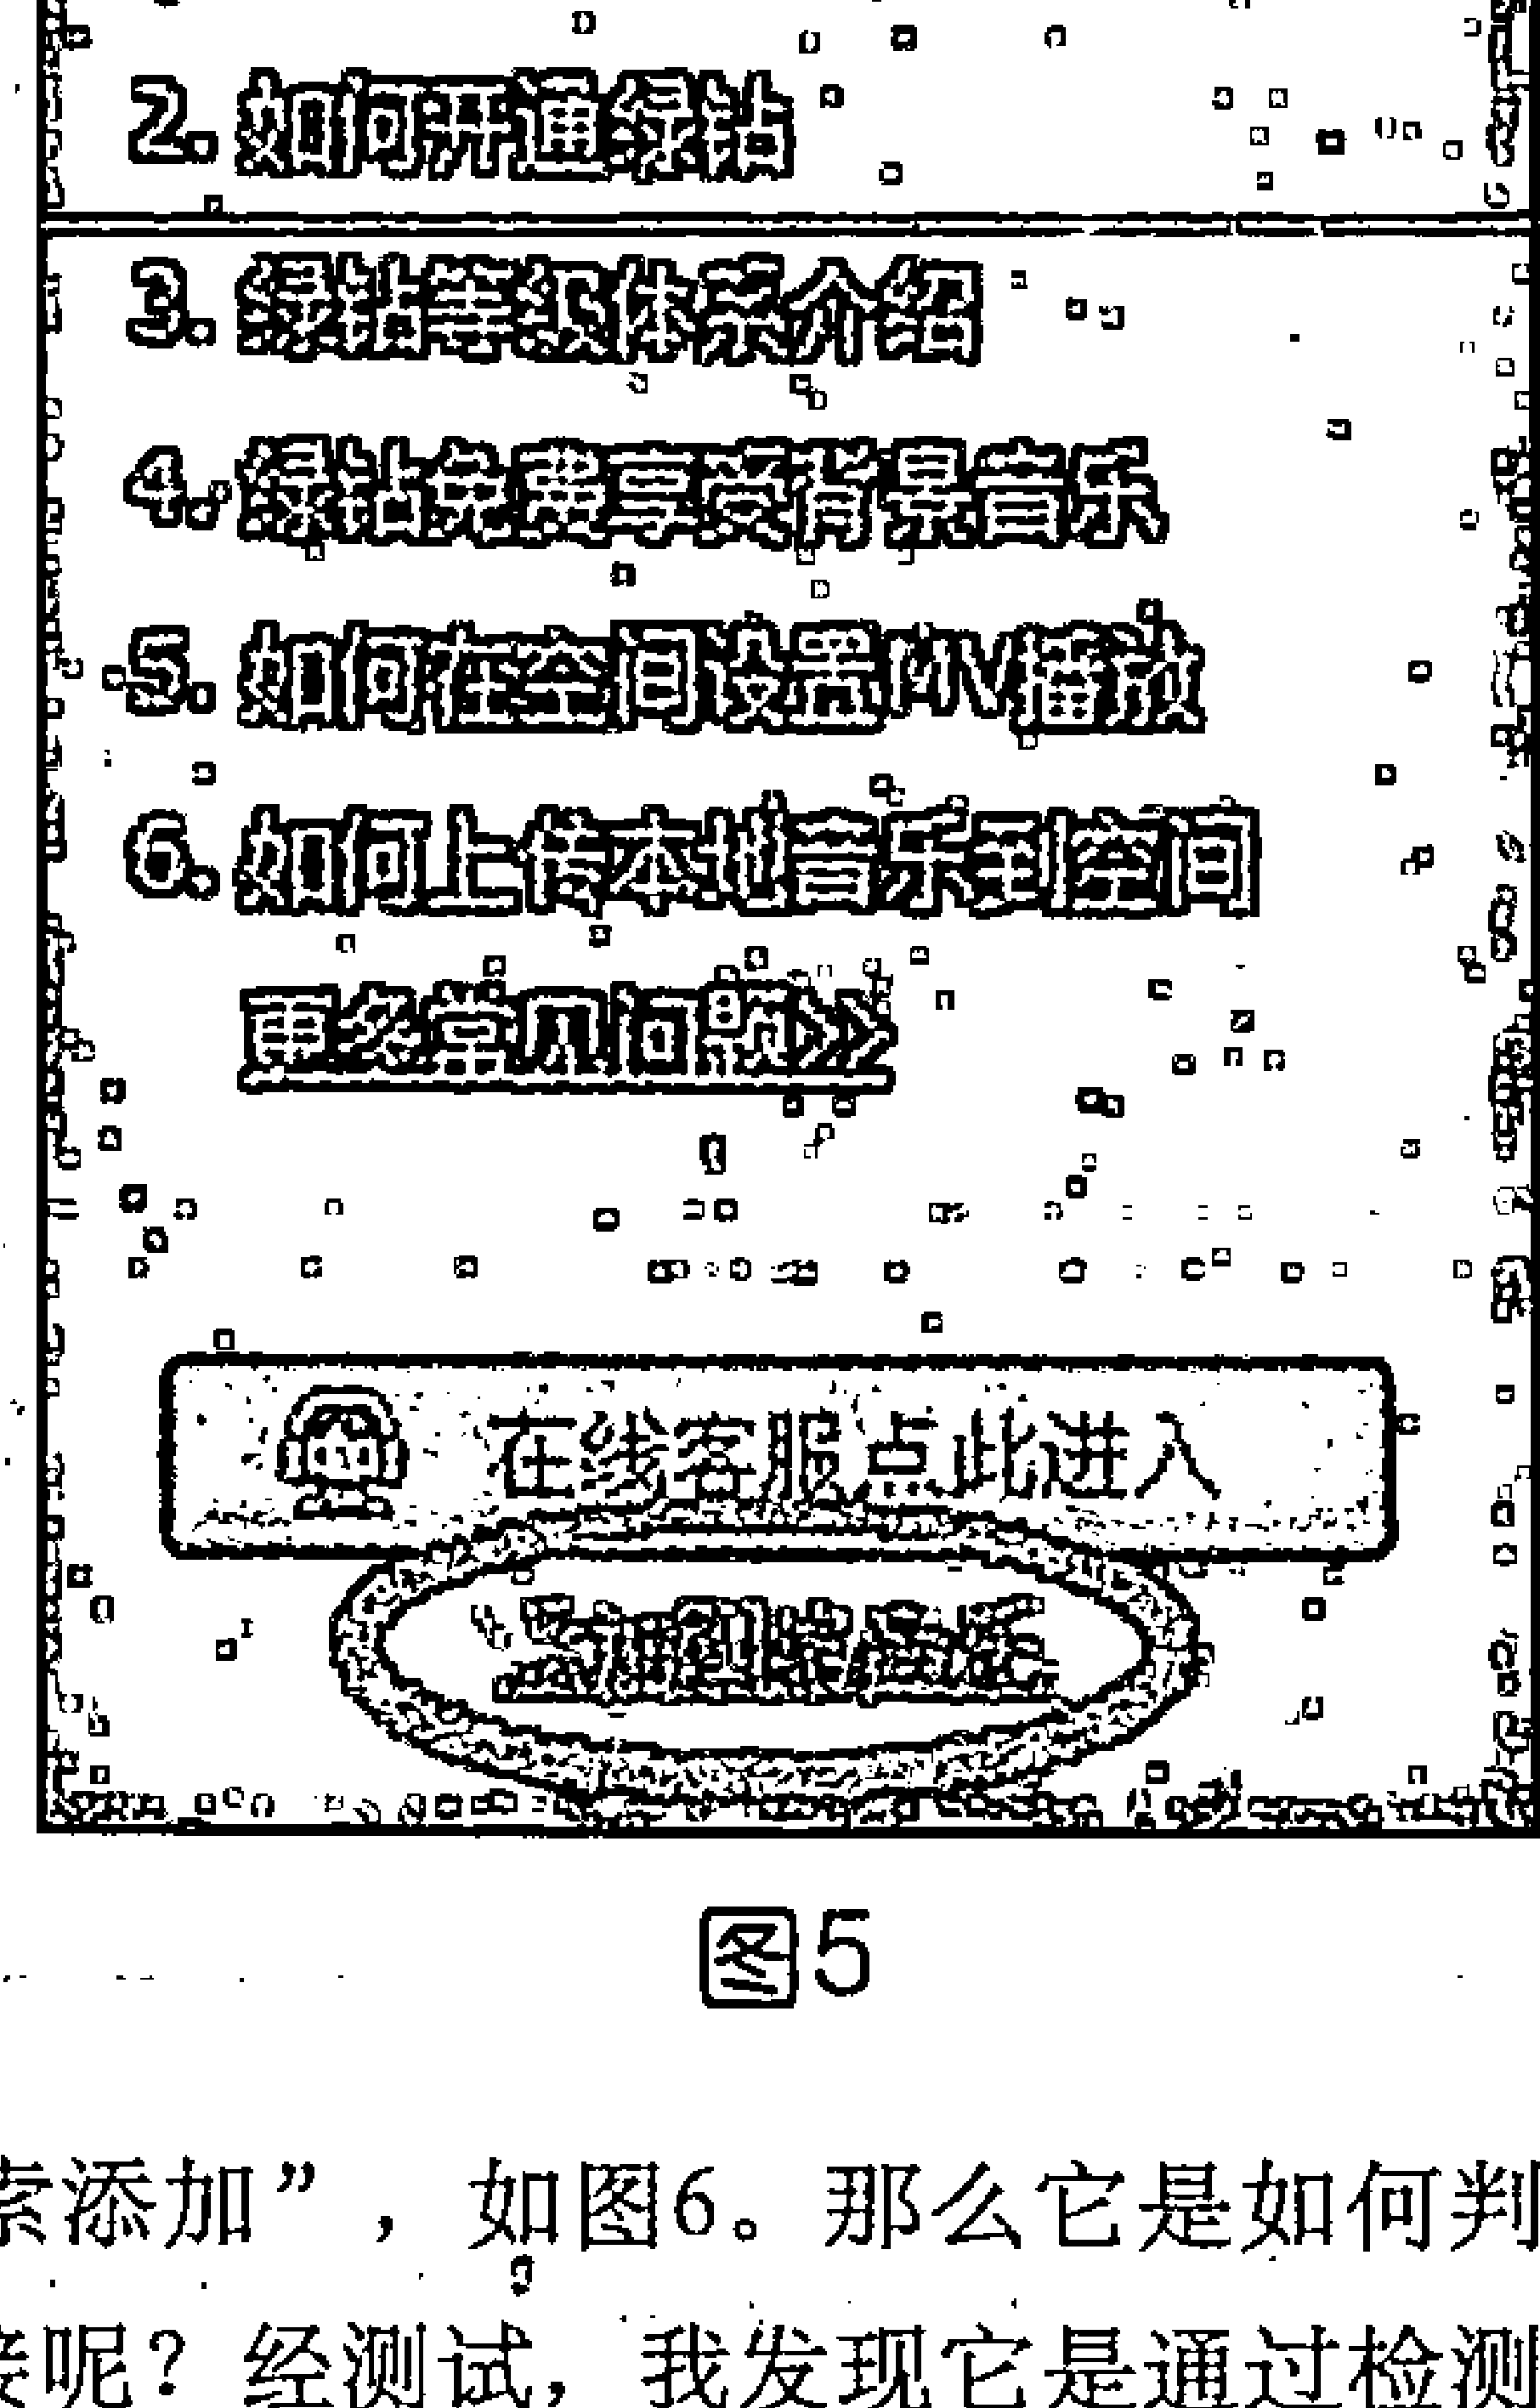 2. 如何开通绿钻
3. 绿钻等级体系介绍
4. 绿钻免费享受背景音乐
5. 如何在空间设置MV播放
6. 如何上传本地音乐到空间
更多常见问题>>
在线客服点此进入
图5
索添加”，如图6。那么它是如何判
接呢？经测试，我发现它是通过检测